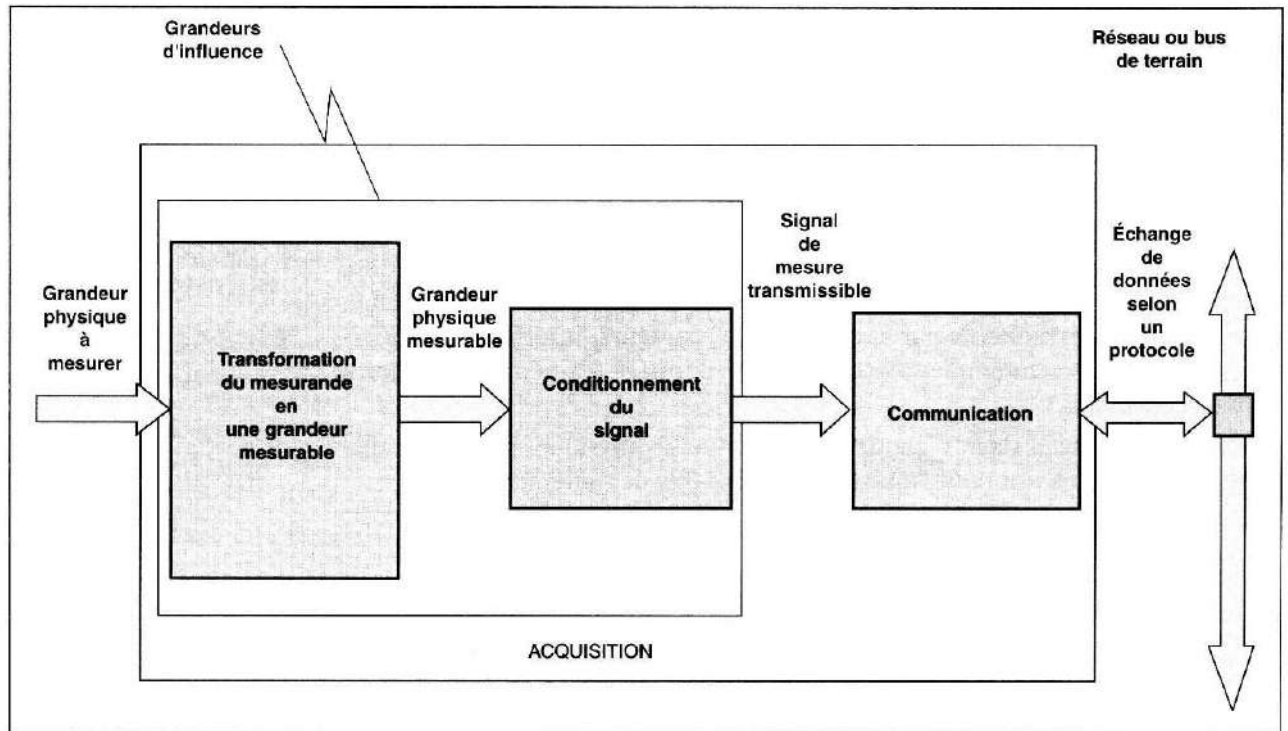 Grandeurs
d'influence
Réseau ou bus
de terrain
Grandeur
physique
à
mesurer
Transformation
du mesurande
en
une grandeur
mesurable
Grandeur
physique
mesurable
Conditionnement
du
signal
Signal
de
mesure
transmissible
Communication
Échange
de
données
selon
un
protocole
ACQUISITION